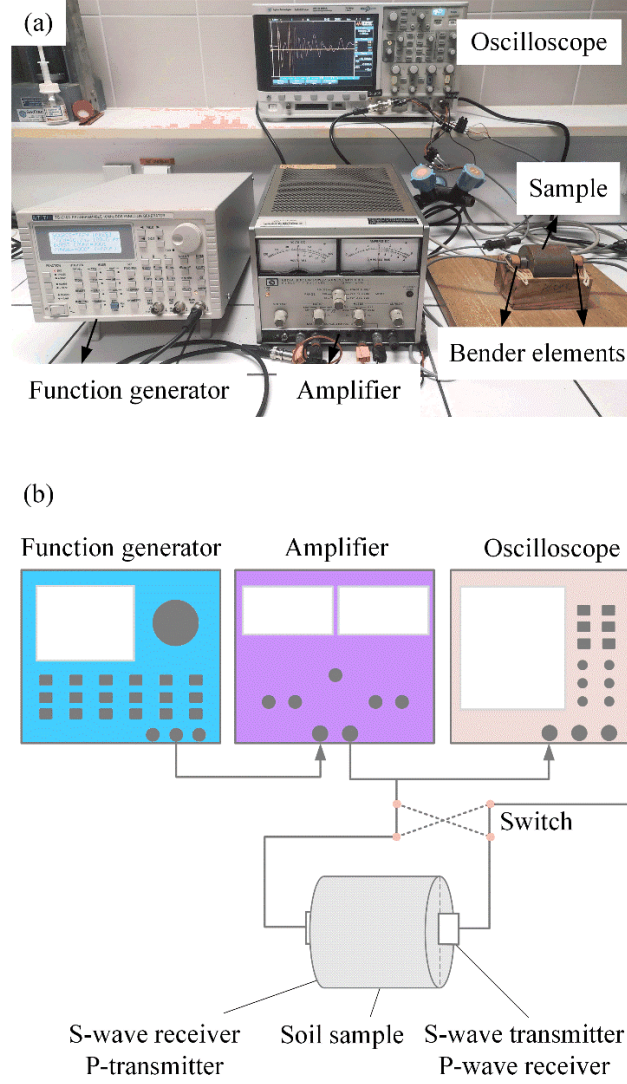 (a)
Oscilloscope
Sample
Bender elements
Function generator
Amplifier
(b)
Function generator
Amplifier
Oscilloscope
Switch
S-wave receiver
P-transmitter
Soil sample
S-wave transmitter
P-wave receiver